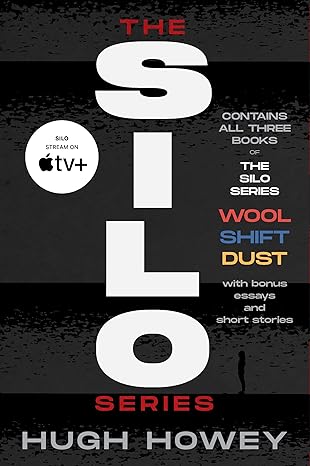 THE
SILO
SERIES
SILO
STREAM ON
tv+
CONTAINS
ALL THREE
BOOKS
OF
THE
SILO
SERIES
WOOL
SHIFT
DUST
with bonus
essays
and
short stories
HUGH HOWEY